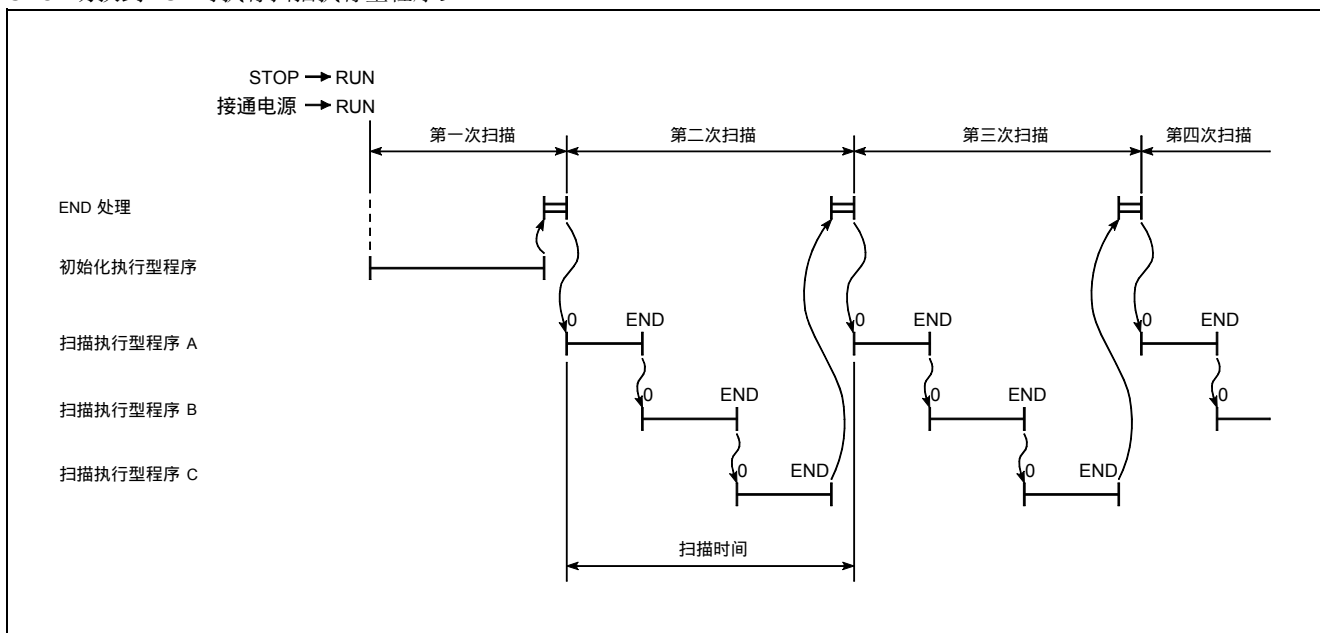 STOP → RUN
接通电源 → RUN
第一次扫描 第二次扫描 第三次扫描 第四次扫描
END 处理
初始化执行型程序
0 END 0 END 0
扫描执行型程序 A
0 END 0 END 0
扫描执行型程序 B
0 END 0 END
扫描执行型程序 C
扫描时间